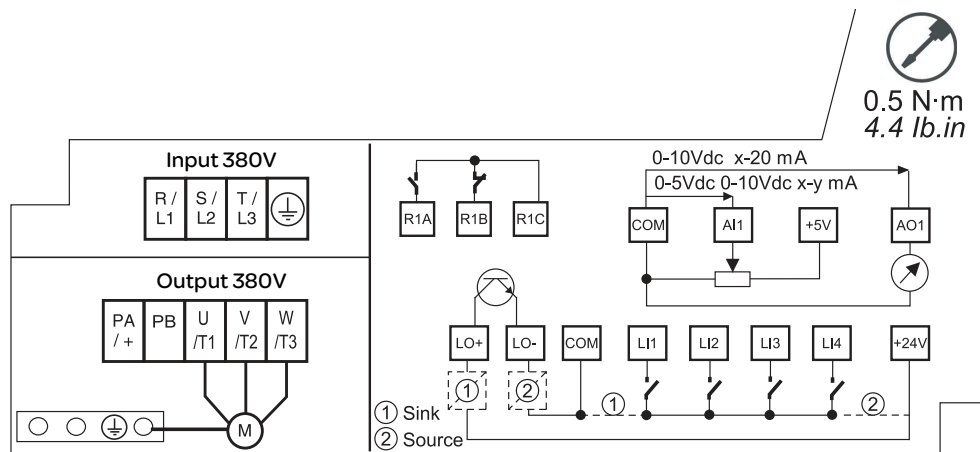 0.5 N·m
4.4 lb.in
Input 380V
R / L1
S / L2
T / L3
Output 380V
PA / +
PB
U /T1
V /T2
W /T3
M
R1A
R1B
R1C
0-10Vdc x-20 mA
0-5Vdc 0-10Vdc x-y mA
COM
AI1
+5V
AO1
LO+
LO-
COM
LI1
LI2
LI3
LI4
+24V
①
②
①
②
① Sink
② Source